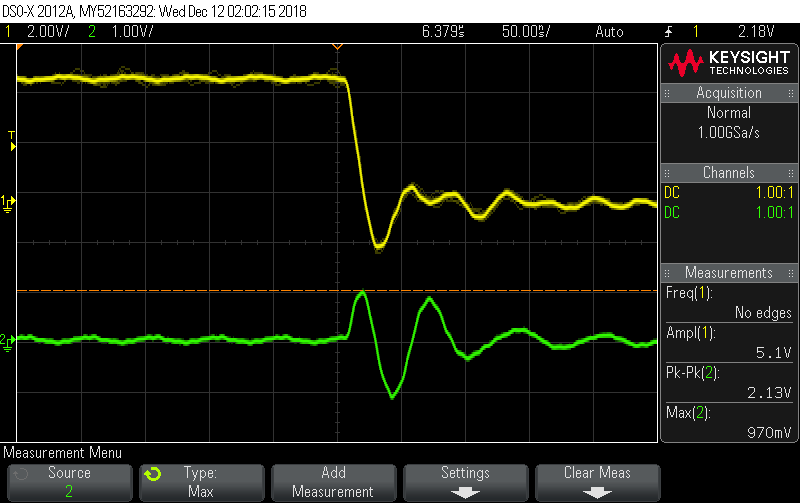 DSO-X 2012A, MY52163292: Wed Dec 12 02:02:15 2018
1 2.00V/ 2 1.00V/ 6.379s 50.00s/ Auto 1 2.18V
KEYSIGHT
TECHNOLOGIES
Acquisition
Normal
1.00GSa/s
Channels
DC 1.00:1
DC 1.00:1
Measurements
Freq(1):
No edges
Ampl(1):
5.1V
Pk-Pk(2):
2.13V
Max(2):
970mV
T
1
2
Measurement Menu
Source
2
Type:
Max
Add
Measurement
Settings
Clear Meas